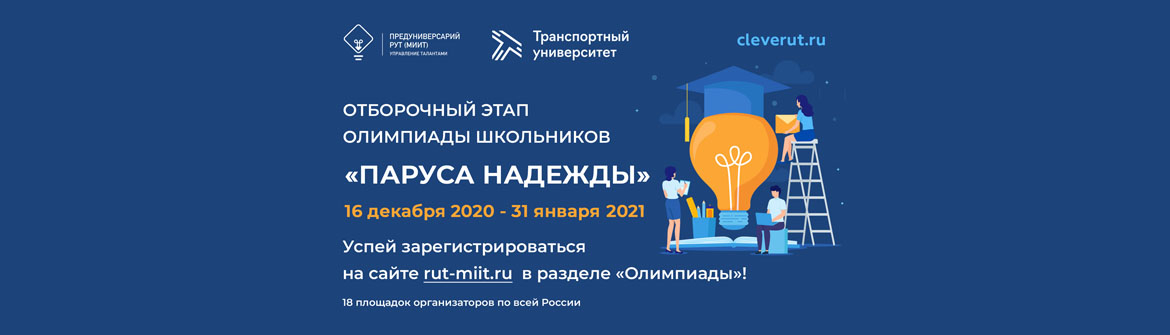 ПРЕДУНИВЕРСАРИЙ
РУТ (МИИТ)
УПРАВЛЕНИЕ ТАЛАНТАМИ
Транспортный
университет
cleverut.ru
ОТБОРОЧНЫЙ ЭТАП
ОЛИМПИАДЫ ШКОЛЬНИКОВ
«ПАРУСА НАДЕЖДЫ»
16 декабря 2020 - 31 января 2021
Успей зарегистрироваться
на сайте rut-miit.ru в разделе «Олимпиады»!
18 площадок организаторов по всей России